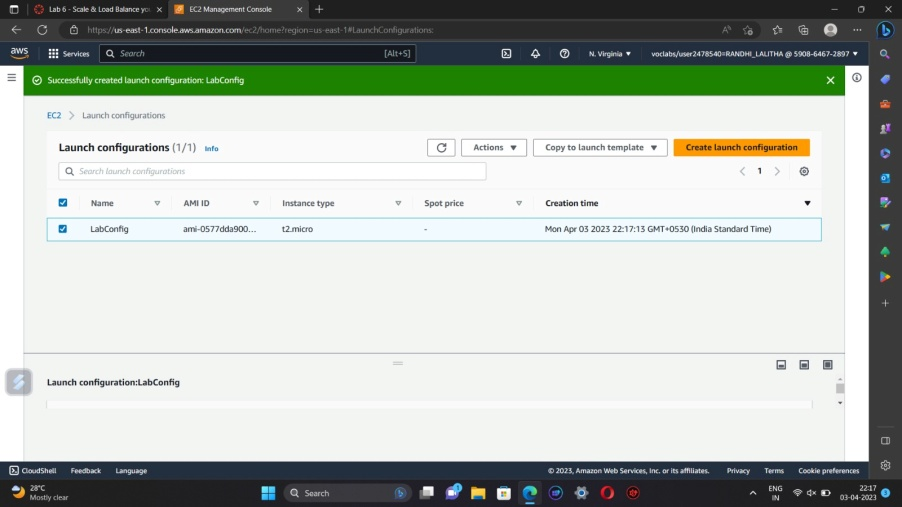 Lab 6 - Scale & Load Balance you
EC2 Management Console
https://us-east-1.console.aws.amazon.com/ec2/home?region=us-east-1#LaunchConfigurations:
aws
Services
Search
[Alt+S]
N. Virginia
voclabs/user2478540=RANDHI_LALITHA @ 5908-6467-2897
Successfully created launch configuration: LabConfig
EC2
Launch configurations
Launch configurations (1/1)
Info
Actions
Copy to launch template
Create launch configuration
Search launch configurations
1
Name
AMI ID
Instance type
Spot price
Creation time
LabConfig
ami-0577dda900...
t2.micro
-
Mon Apr 03 2023 22:17:13 GMT+0530 (India Standard Time)
Launch configuration:LabConfig
CloudShell
Feedback
Language
© 2023, Amazon Web Services, Inc. or its affiliates.
Privacy
Terms
Cookie preferences
28°C
Mostly clear
Search
1
ENG
IN
22:17
03-04-2023
3